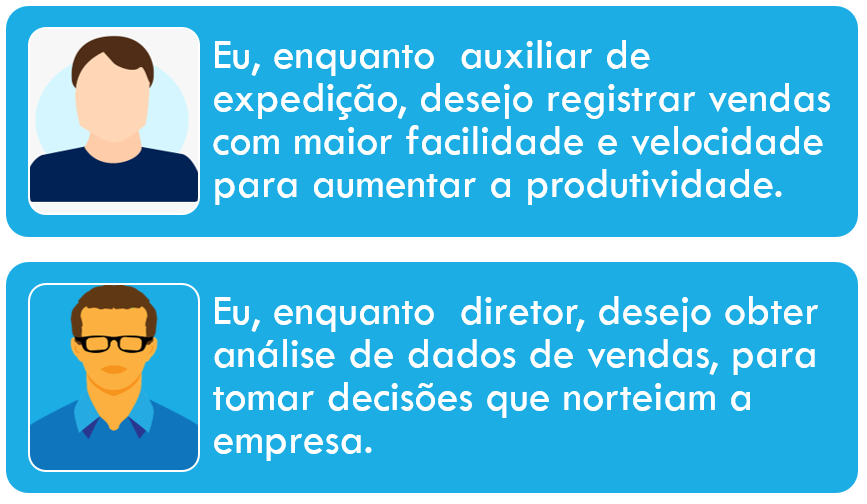 Eu, enquanto  auxiliar de
expedição, desejo registrar vendas
com maior facilidade e velocidade
para aumentar a produtividade.
Eu, enquanto  diretor, desejo obter
análise de dados de vendas, para
tomar decisões que norteiam a
empresa.